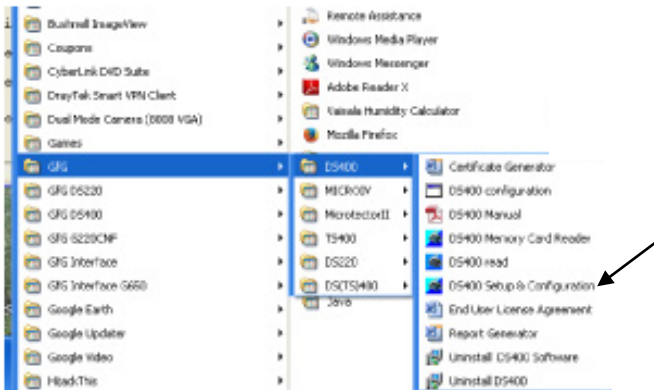 Bushnell ImageView
Coupons
CyberLink DVD Suite
DrayTek Smart VPN Client
Dual Mode Camera (8008 VGA)
Games
GfG
GfG DS220
GfG DS400
GfG G220CNF
GfG Interface
GfG Interface G650
Google Earth
Google Updater
Google Video
HijackThis
Remote Assistance
Windows Media Player
Windows Messenger
Adobe Reader X
Vaisala Humidity Calculator
Mozilla Firefox
DS400
MICROIV
MicrotectorII
TS400
DS220
DS(TS)400
Java
Certificate Generator
DS400 configuration
DS400 Manual
DS400 Memory Card Reader
DS400 read
DS400 Setup & Configuration
End User License Agreement
Report Generator
Uninstall DS400 Software
Uninstall DS400